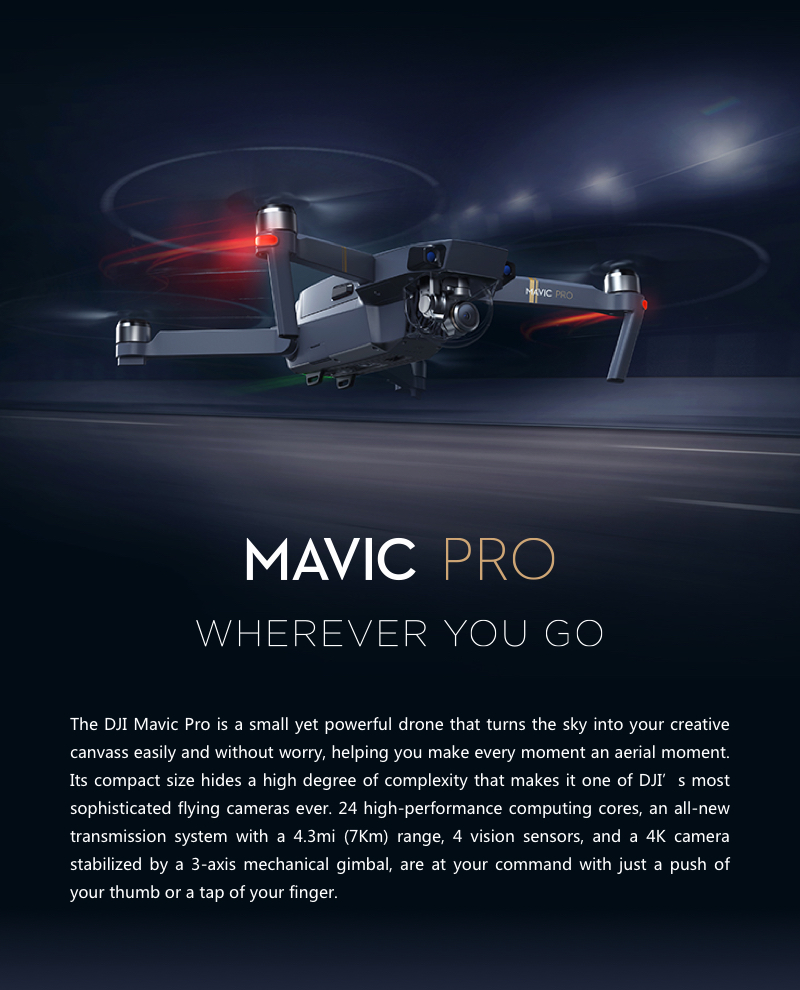 MAVIC PRO
MAVIC PRO
WHEREVER YOU GO
The DJI Mavic Pro is a small yet powerful drone that turns the sky into your creative
canvass easily and without worry, helping you make every moment an aerial moment.
Its compact size hides a high degree of complexity that makes it one of DJI’ s most
sophisticated flying cameras ever. 24 high-performance computing cores, an all-new
transmission system with a 4.3mi (7Km) range, 4 vision sensors, and a 4K camera
stabilized by a 3-axis mechanical gimbal, are at your command with just a push of
your thumb or a tap of your finger.